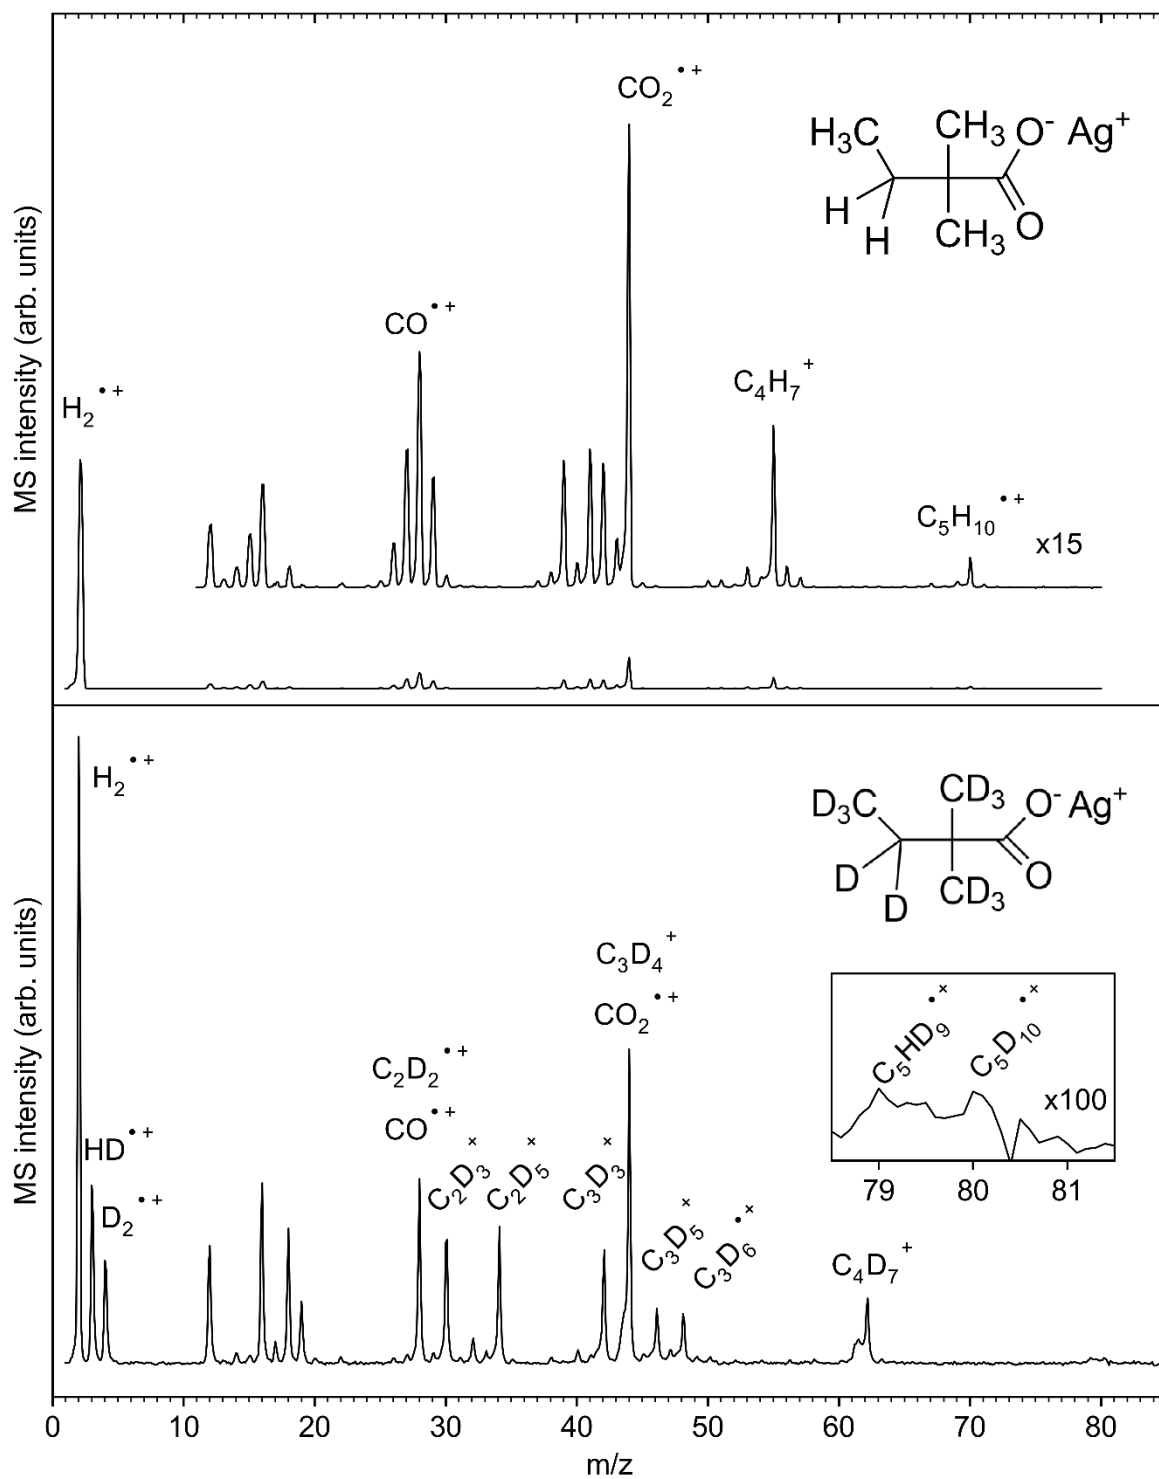 CO₂•+
H₃C CH₃ O⁻ Ag⁺
H
H CH₃ O
CO•+
H₂•+
C₄H₇⁺
C₅H₁₀•+
x15
MS intensity (arb. units)
H₂•+
D₃C CD₃ O⁻Ag⁺
D
D CD₃ O
C₃D₄⁺
CO₂•+
C₂D₂•+
CO•+
HD•+
D₂•+
C₂D₃×
C₂D₅×
C₃D₃×
C₃D₅×
C₃D₆•×
C₄D₇⁺
C₅HD₉•×
C₅D₁₀•×
x100
79 80 81
MS intensity (arb. units)
0 10 20 30 40 50 60 70 80
m/z